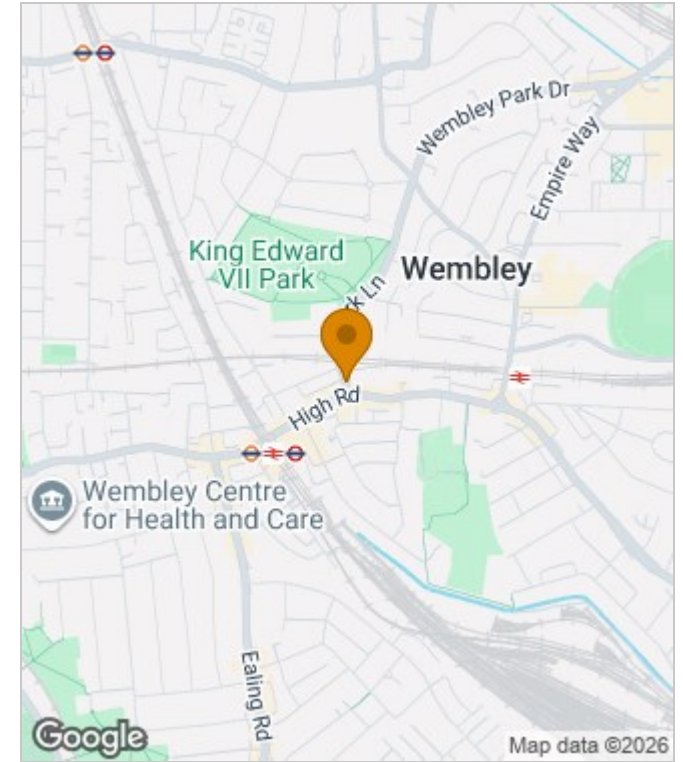 Wembley Park Dr
Empire Way
King Edward
VII Park
Wembley
rk Ln
High Rd
Wembley Centre
for Health and Care
Ealing Rd
Google
Map data ©2026